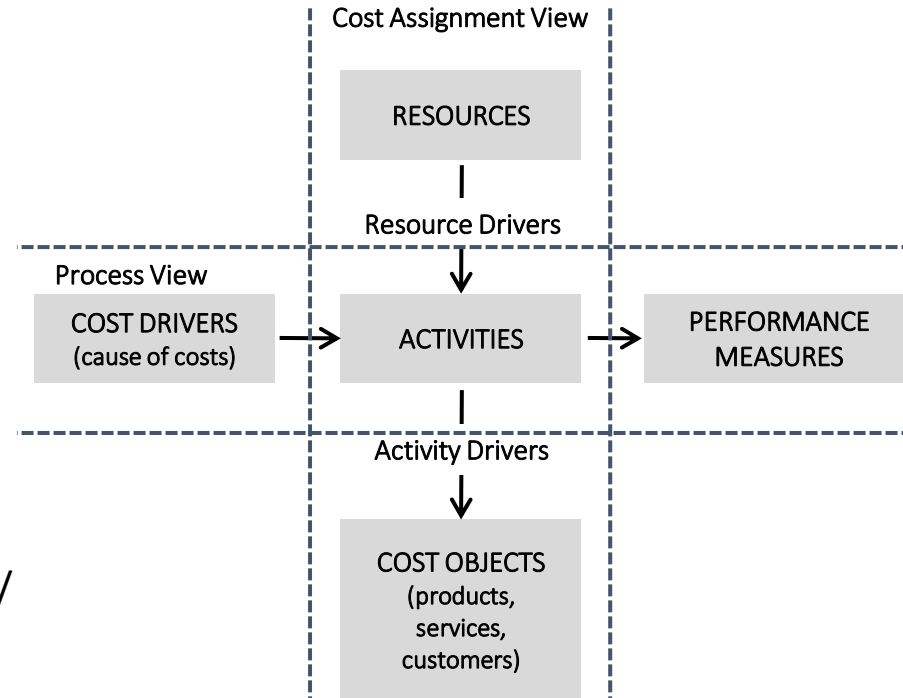 Cost Assignment View
RESOURCES
Resource Drivers
Process View
COST DRIVERS
(cause of costs)
ACTIVITIES
PERFORMANCE
MEASURES
Activity Drivers
COST OBJECTS
(products,
services,
customers)